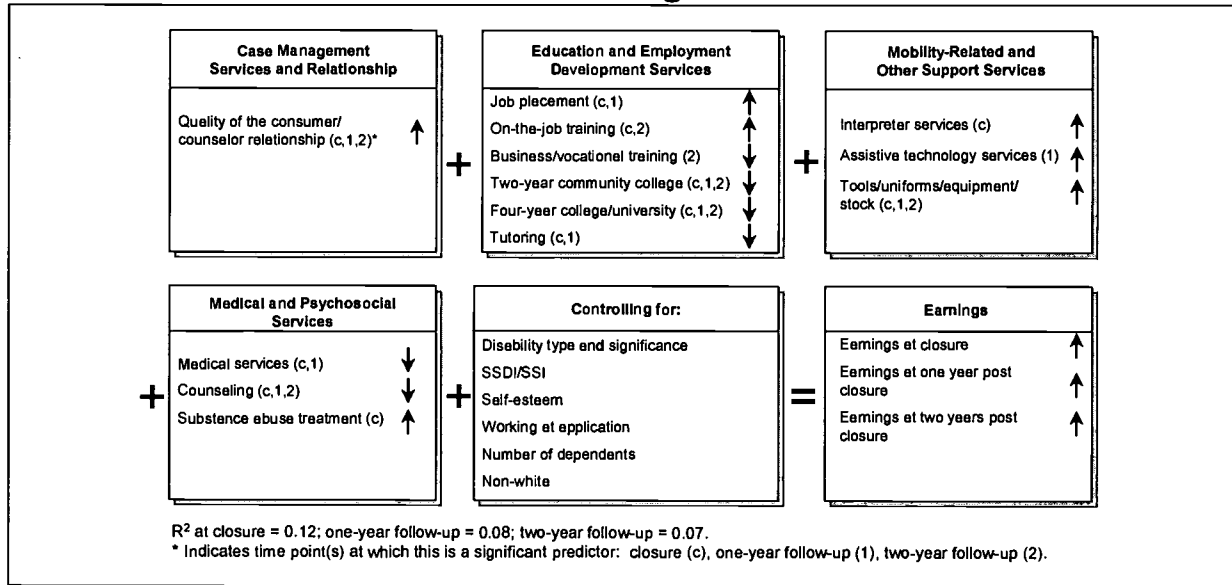 Case Management
Services and Relationship
Quality of the consumer/
counselor relationship (c,1,2)* ↑
+
Education and Employment
Development Services
Job placement (c,1) ↑
On-the-job training (c,2) ↑
Business/vocational training (2) ↓
Two-year community college (c,1,2) ↓
Four-year college/university (c,1,2) ↓
Tutoring (c,1) ↓
+
Mobility-Related and
Other Support Services
Interpreter services (c) ↑
Assistive technology services (1) ↑
Tools/uniforms/equipment/
stock (c,1,2) ↑
+
Medical and Psychosocial
Services
Medical services (c,1) ↓
Counseling (c,1,2) ↓
Substance abuse treatment (c) ↑
+
Controlling for:
Disability type and significance
SSDI/SSI
Self-esteem
Working at application
Number of dependents
Non-white
=
Earnings
Earnings at closure ↑
Earnings at one year post
closure ↑
Earnings at two years post
closure ↑
R² at closure = 0.12; one-year follow-up = 0.08; two-year follow-up = 0.07.
* Indicates time point(s) at which this is a significant predictor: closure (c), one-year follow-up (1), two-year follow-up (2).